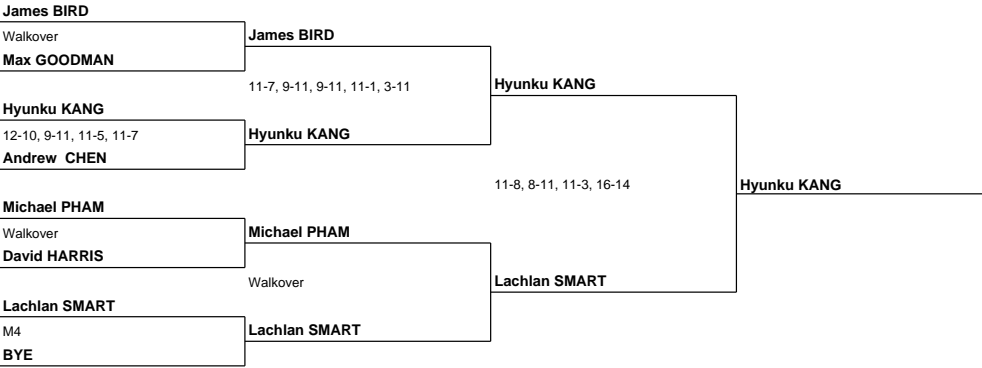 James BIRD
Walkover
Max GOODMAN
James BIRD
11-7, 9-11, 9-11, 11-1, 3-11
Hyunku KANG
Hyunku KANG
12-10, 9-11, 11-5, 11-7
Andrew  CHEN
Hyunku KANG
11-8, 8-11, 11-3, 16-14
Hyunku KANG
Michael PHAM
Walkover
David HARRIS
Michael PHAM
Walkover
Lachlan SMART
Lachlan SMART
M4
BYE
Lachlan SMART